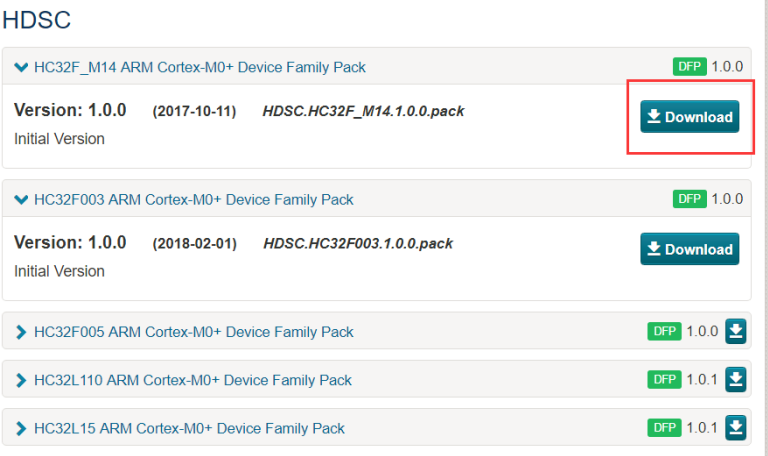 HDSC
HC32F_M14 ARM Cortex-M0+ Device Family Pack DFP 1.0.0
Version: 1.0.0 (2017-10-11) HDSC.HC32F_M14.1.0.0.pack Download
Initial Version
HC32F003 ARM Cortex-M0+ Device Family Pack DFP 1.0.0
Version: 1.0.0 (2018-02-01) HDSC.HC32F003.1.0.0.pack Download
Initial Version
HC32F005 ARM Cortex-M0+ Device Family Pack DFP 1.0.0
HC32L110 ARM Cortex-M0+ Device Family Pack DFP 1.0.1
HC32L15 ARM Cortex-M0+ Device Family Pack DFP 1.0.1